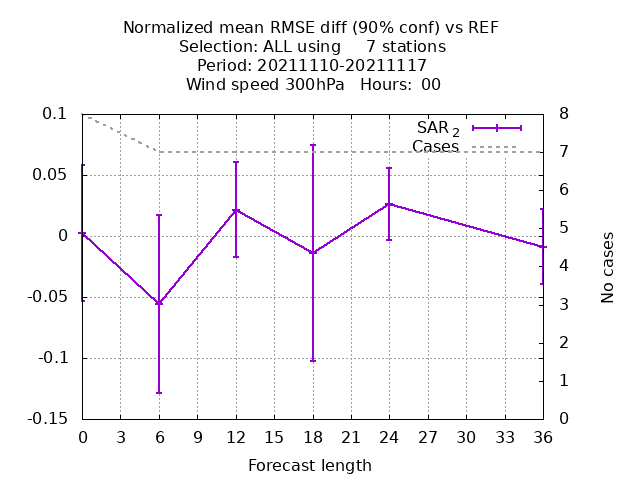 Normalized mean RMSE diff (90% conf) vs REF
Selection: ALL using     7 stations
Period: 20211110-20211117
Wind speed 300hPa   Hours:  00
0.1
0.05
0
-0.05
-0.1
-0.15
SAR 2
Cases
8
7
6
5
4
3
2
1
0
No cases
0 3 6 9 12 15 18 21 24 27 30 33 36
Forecast length